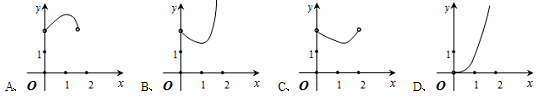 y y y y
1 1 1 1
A、 O 1 2 x B、 O 1 2 x C、 O 1 2 x D、 O 1 2 x